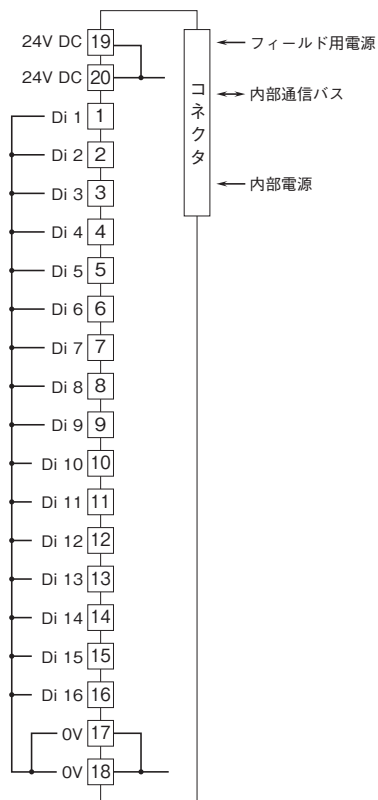 24V DC 19
24V DC 20
Di 1 1
Di 2 2
Di 3 3
Di 4 4
Di 5 5
Di 6 6
Di 7 7
Di 8 8
Di 9 9
Di 10 10
Di 11 11
Di 12 12
Di 13 13
Di 14 14
Di 15 15
Di 16 16
0V 17
0V 18
コネクタ
フィールド用電源
内部通信バス
内部電源